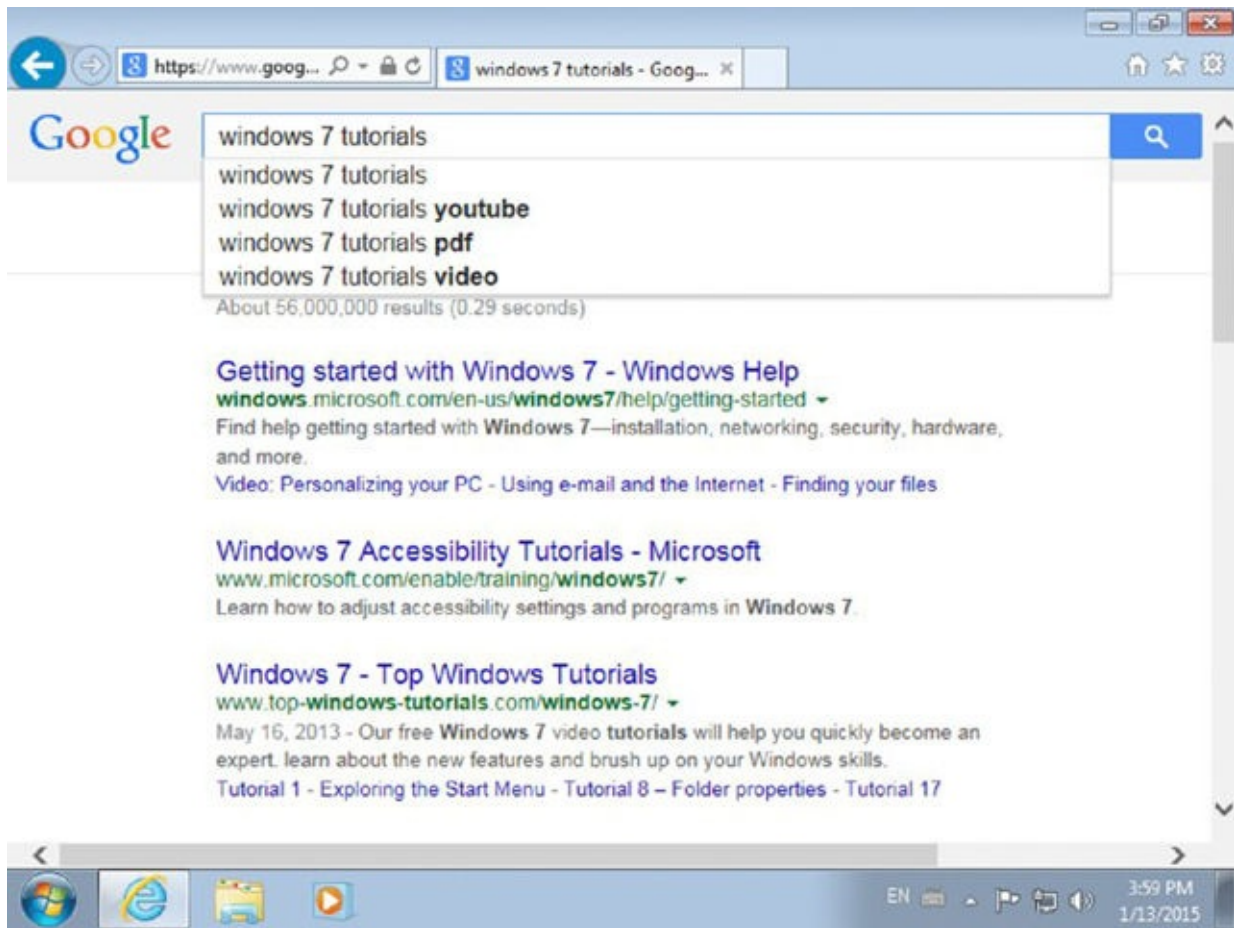 https://www.goog...
windows 7 tutorials - Goog...
Google
windows 7 tutorials
windows 7 tutorials
windows 7 tutorials youtube
windows 7 tutorials pdf
windows 7 tutorials video
About 56,000,000 results (0.29 seconds)
Getting started with Windows 7 - Windows Help
windows.microsoft.com/en-us/windows7/help/getting-started
Find help getting started with Windows 7—installation, networking, security, hardware,
and more.
Video: Personalizing your PC - Using e-mail and the Internet - Finding your files
Windows 7 Accessibility Tutorials - Microsoft
www.microsoft.com/enable/training/windows7/
Learn how to adjust accessibility settings and programs in Windows 7.
Windows 7 - Top Windows Tutorials
www.top-windows-tutorials.com/windows-7/
May 16, 2013 - Our free Windows 7 video tutorials will help you quickly become an
expert. learn about the new features and brush up on your Windows skills.
Tutorial 1 - Exploring the Start Menu - Tutorial 8 – Folder properties - Tutorial 17
EN
3:59 PM
1/13/2015